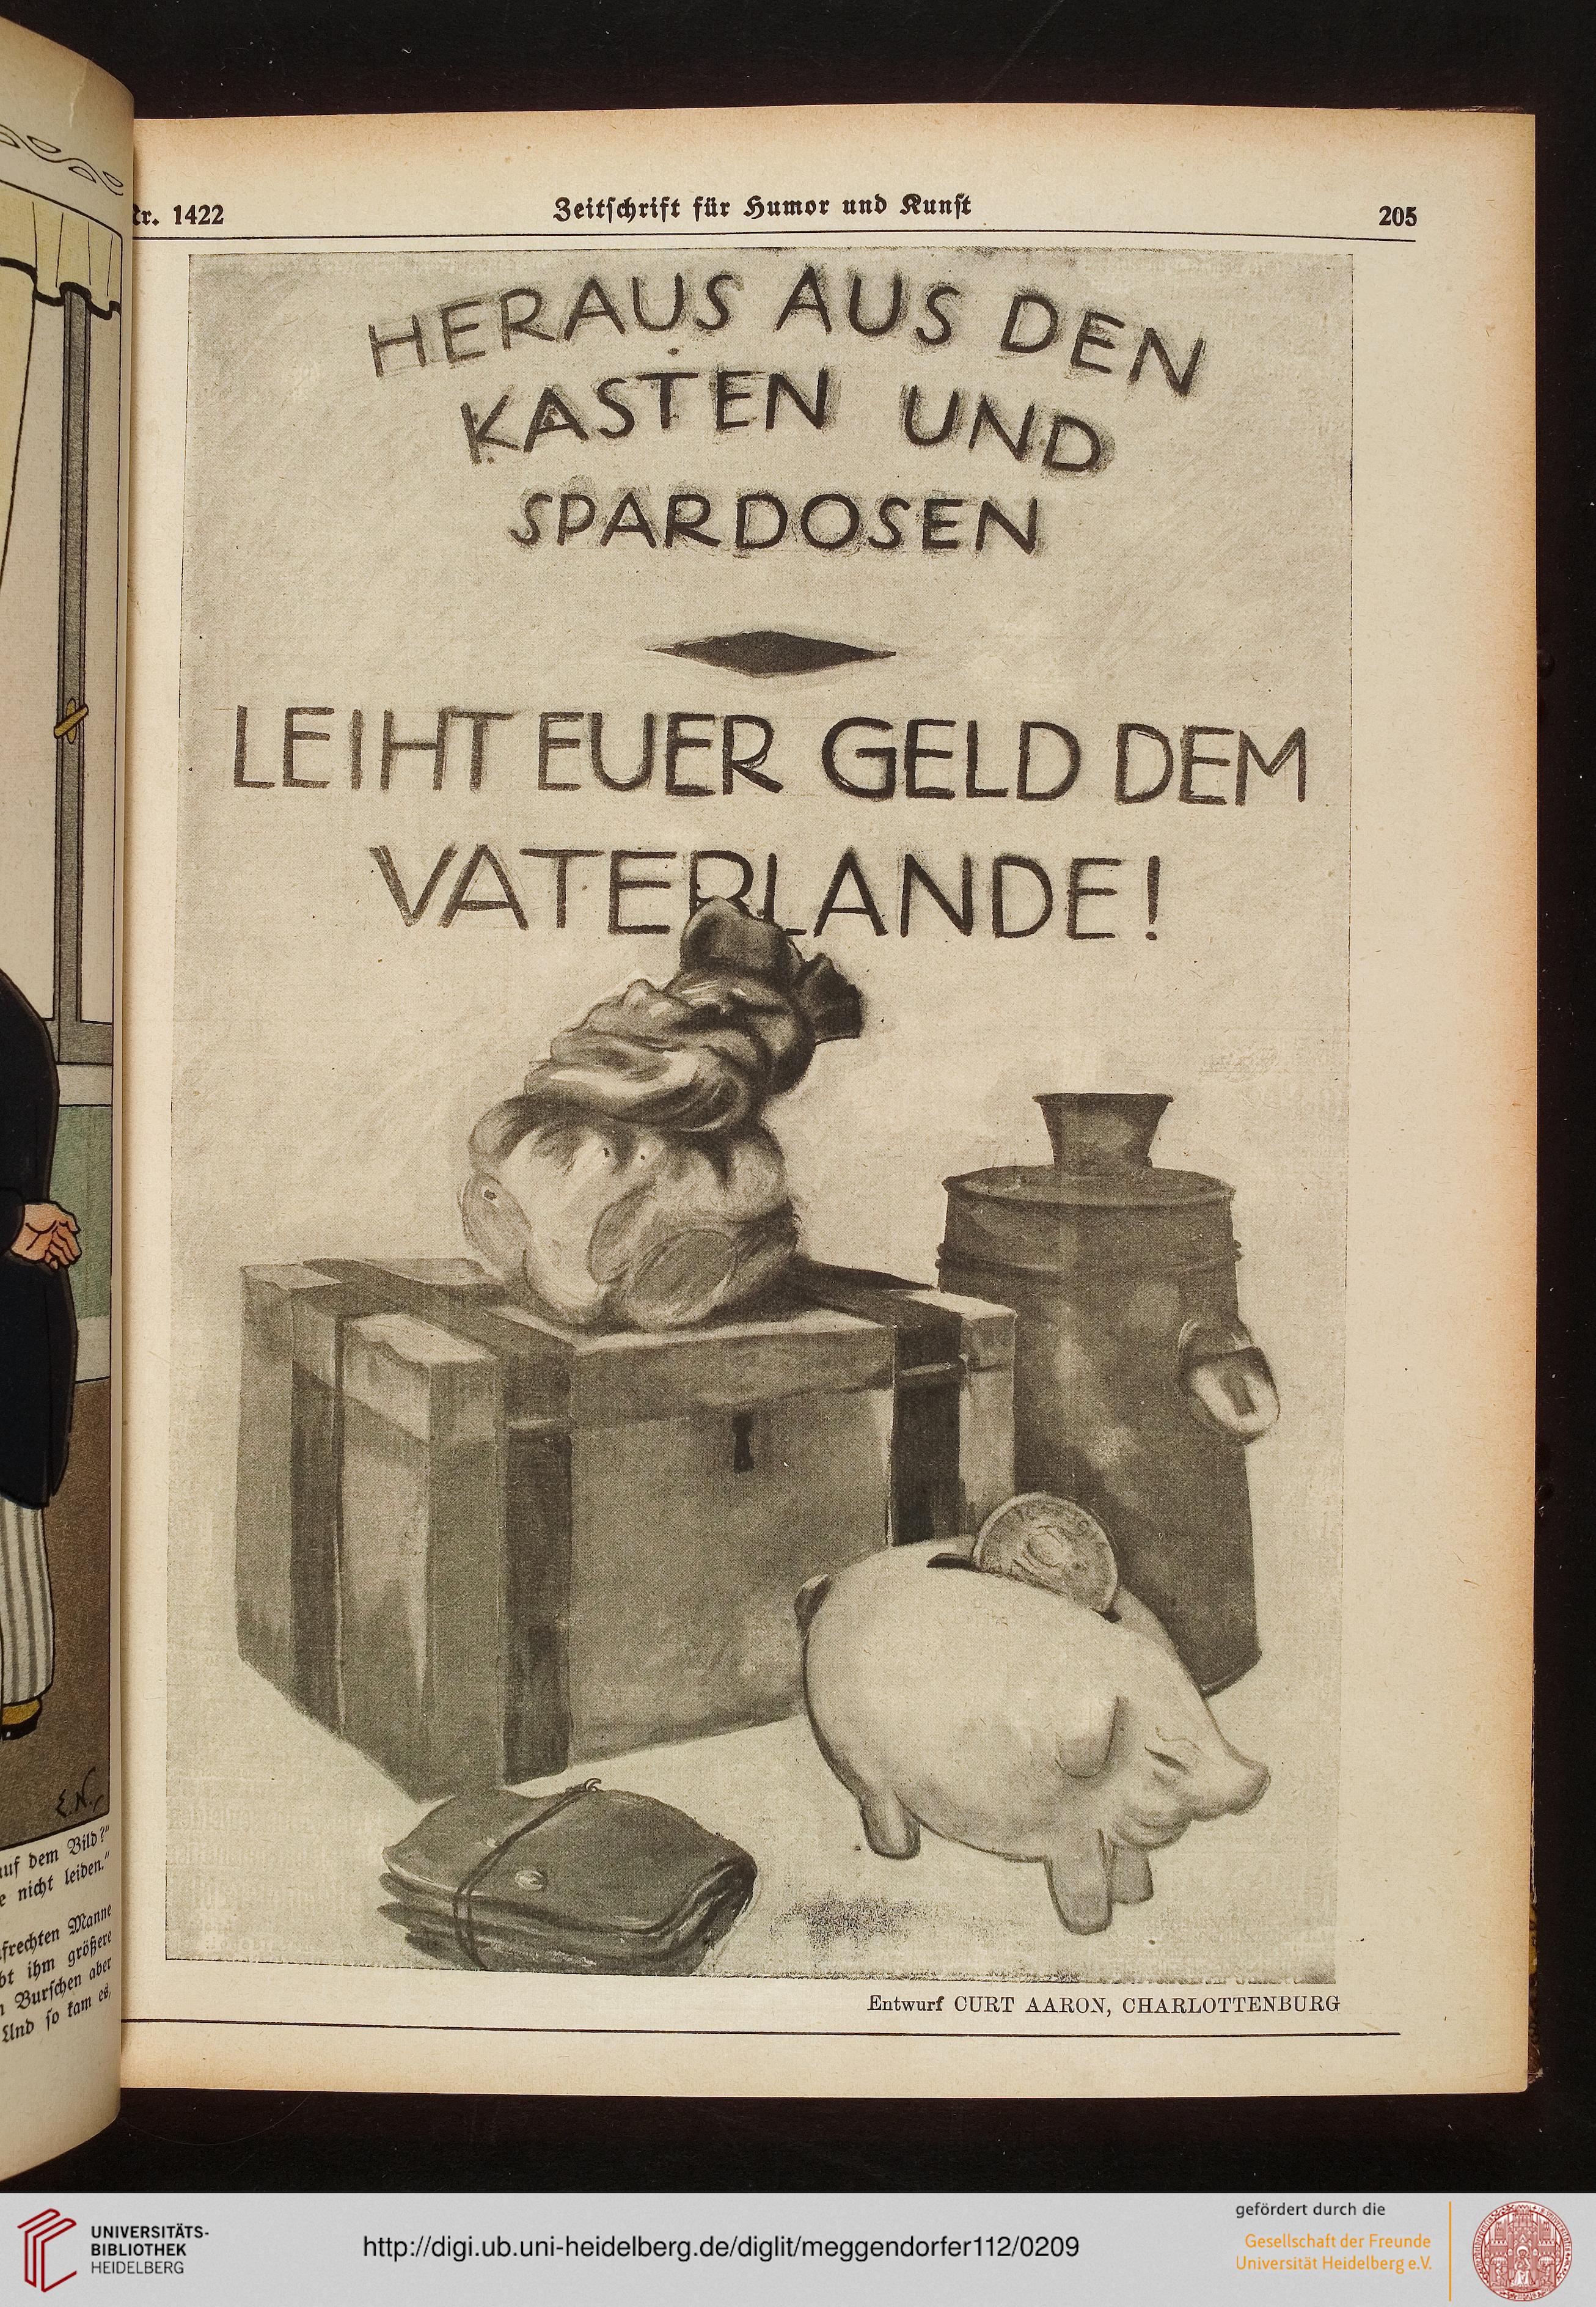 Nr. 1422
Zeitschrift für Humor und Kunst
205
HERAUS AUS DEN
KASTEN UND
SPARDOSEN
LEIHT EUER GELD DEM
VATERLANDE!
Entwurf CURT AARON, CHARLOTTENBURG
E.N.
auf dem Bild?"
e nicht leiden."
frechten Manne
bt ihm größere
n Burschen aber
Und so kam es,
UNIVERSITÄTS-
BIBLIOTHEK
HEIDELBERG
http://digi.ub.uni-heidelberg.de/diglit/meggendorfer112/0209
gefördert durch die
Gesellschaft der Freunde
Universität Heidelberg e.V.